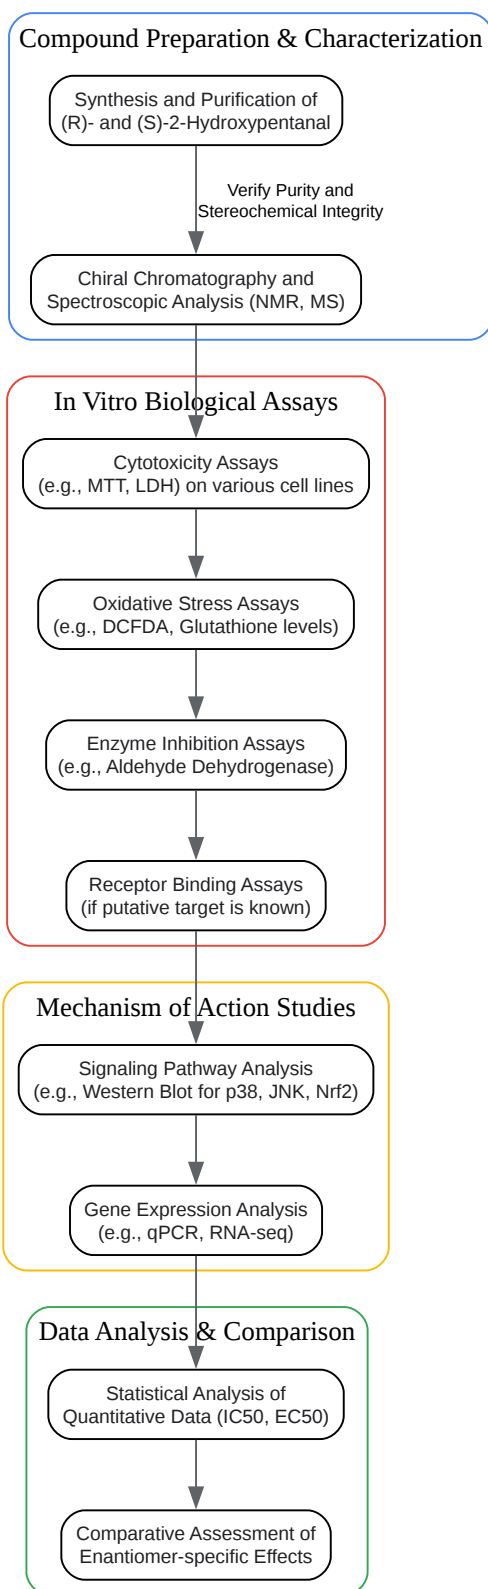 Compound Preparation & Characterization
Synthesis and Purification of
(R)- and (S)-2-Hydroxypentanal
Verify Purity and
Stereochemical Integrity
Chiral Chromatography and
Spectroscopic Analysis (NMR, MS)
In Vitro Biological Assays
Cytotoxicity Assays
(e.g., MTT, LDH) on various cell lines
Oxidative Stress Assays
(e.g., DCFDA, Glutathione levels)
Enzyme Inhibition Assays
(e.g., Aldehyde Dehydrogenase)
Receptor Binding Assays
(if putative target is known)
Mechanism of Action Studies
Signaling Pathway Analysis
(e.g., Western Blot for p38, JNK, Nrf2)
Gene Expression Analysis
(e.g., qPCR, RNA-seq)
Data Analysis & Comparison
Statistical Analysis of
Quantitative Data (IC50, EC50)
Comparative Assessment of
Enantiomer-specific Effects